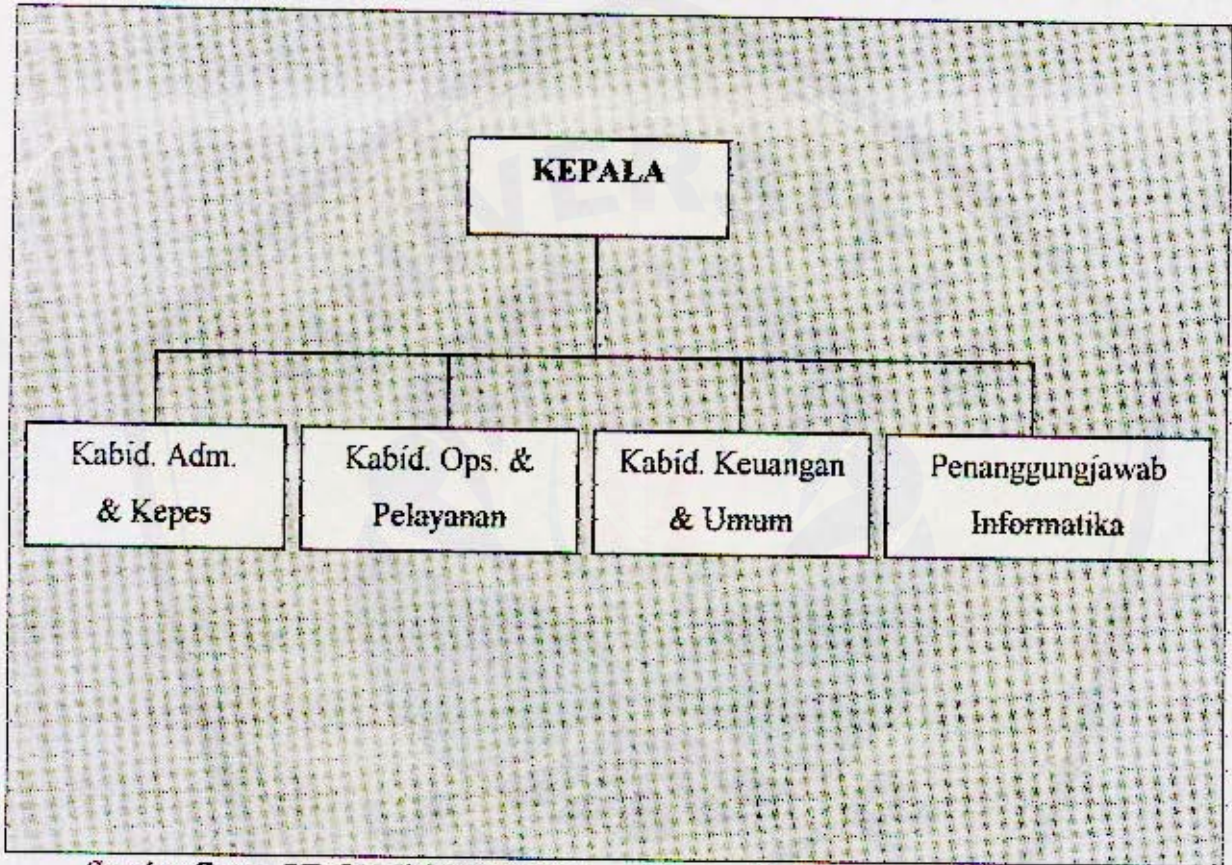 KEPALA
Kabid. Adm.
& Kepes
Kabid. Ops. &
Pelayanan
Kabid. Keuangan
& Umum
Penanggungjawab
Informatika